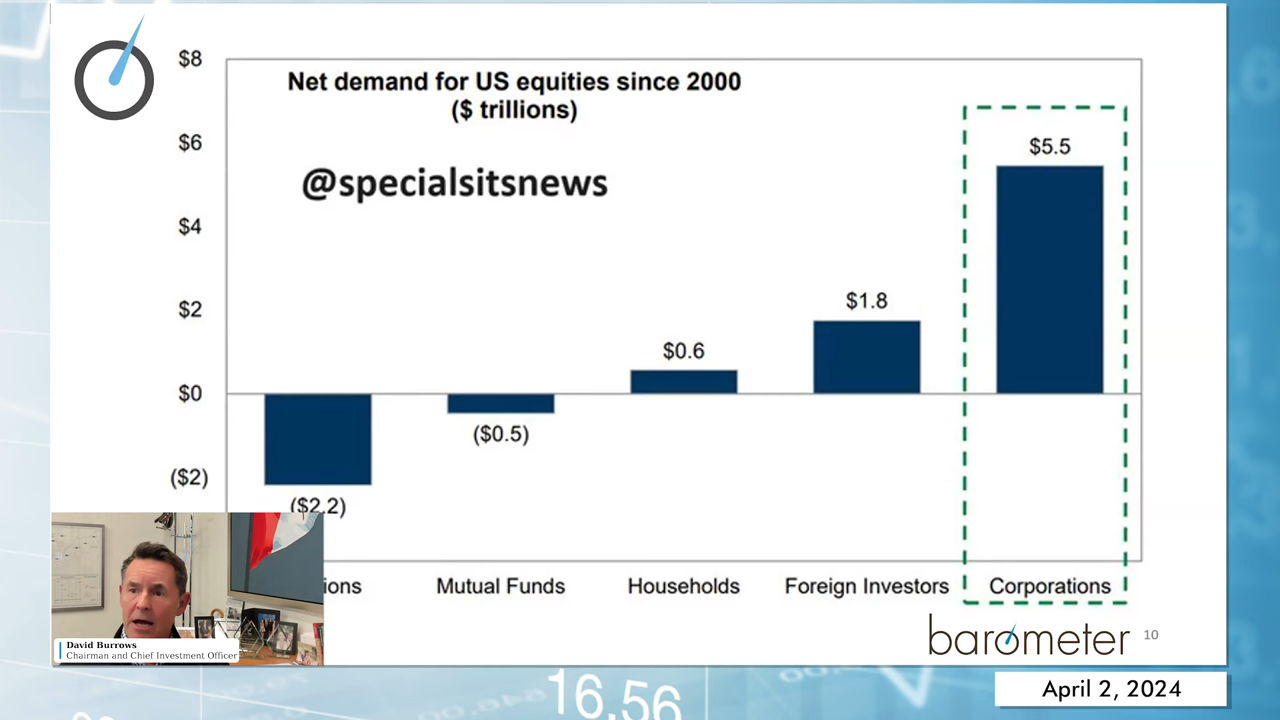 $8
Net demand for US equities since 2000
($ trillions)
$6
@specialsitsnews
$5.5
$4
$2
$1.8
$0.6
$0
($0.5)
($2)
($2.2)
Mutual Funds
Households
Foreign Investors
Corporations
David Burrows
Chairman and Chief Investment Officer
barometer
10
April 2, 2024
16.56